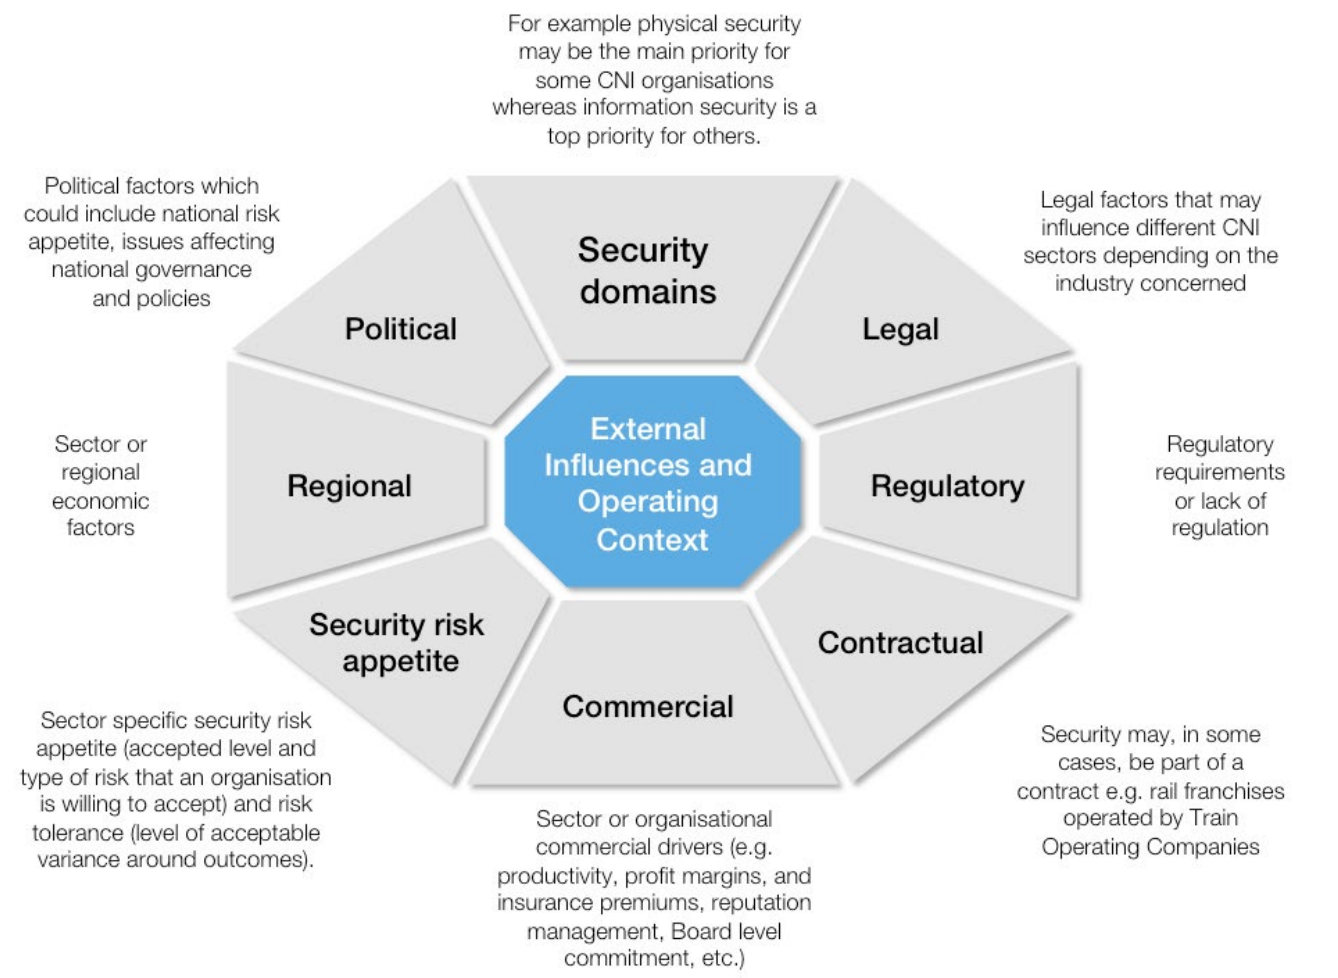 For example physical security
may be the main priority for
some CNI organisations
whereas information security is a
top priority for others.
Political factors which
could include national risk
appetite, issues affecting
national governance
and policies
Legal factors that may
influence different CNI
sectors depending on the
industry concerned
Security
domains
Political
Legal
Sector or
regional
economic
factors
Regional
External
Influences and
Operating
Context
Regulatory
Regulatory
requirements
or lack of
regulation
Security risk
appetite
Commercial
Contractual
Sector specific security risk
appetite (accepted level and
type of risk that an organisation
is willing to accept) and risk
tolerance (level of acceptable
variance around outcomes).
Sector or organisational
commercial drivers (e.g.
productivity, profit margins, and
insurance premiums, reputation
management, Board level
commitment, etc.)
Security may, in some
cases, be part of a
contract e.g. rail franchises
operated by Train
Operating Companies